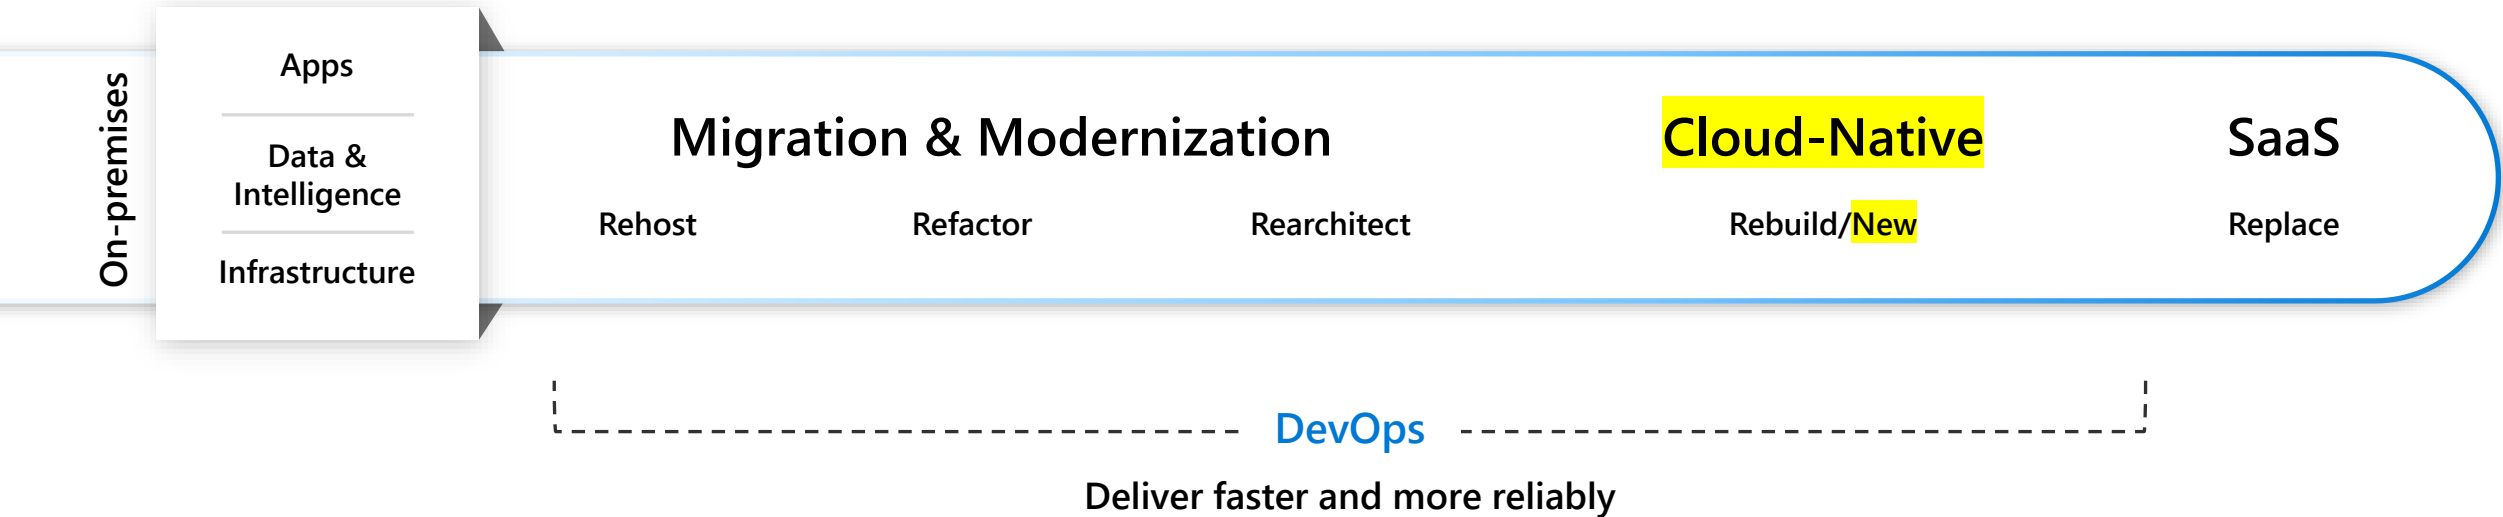 On-premises
Apps
Data &
Intelligence
Infrastructure
Migration & Modernization
Rehost
Refactor
Rearchitect
Cloud-Native
Rebuild/New
SaaS
Replace
DevOps
Deliver faster and more reliably